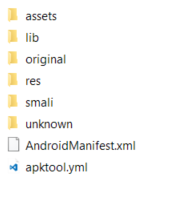 assets
lib
original
res
smali
unknown
AndroidManifest.xml
apktool.yml